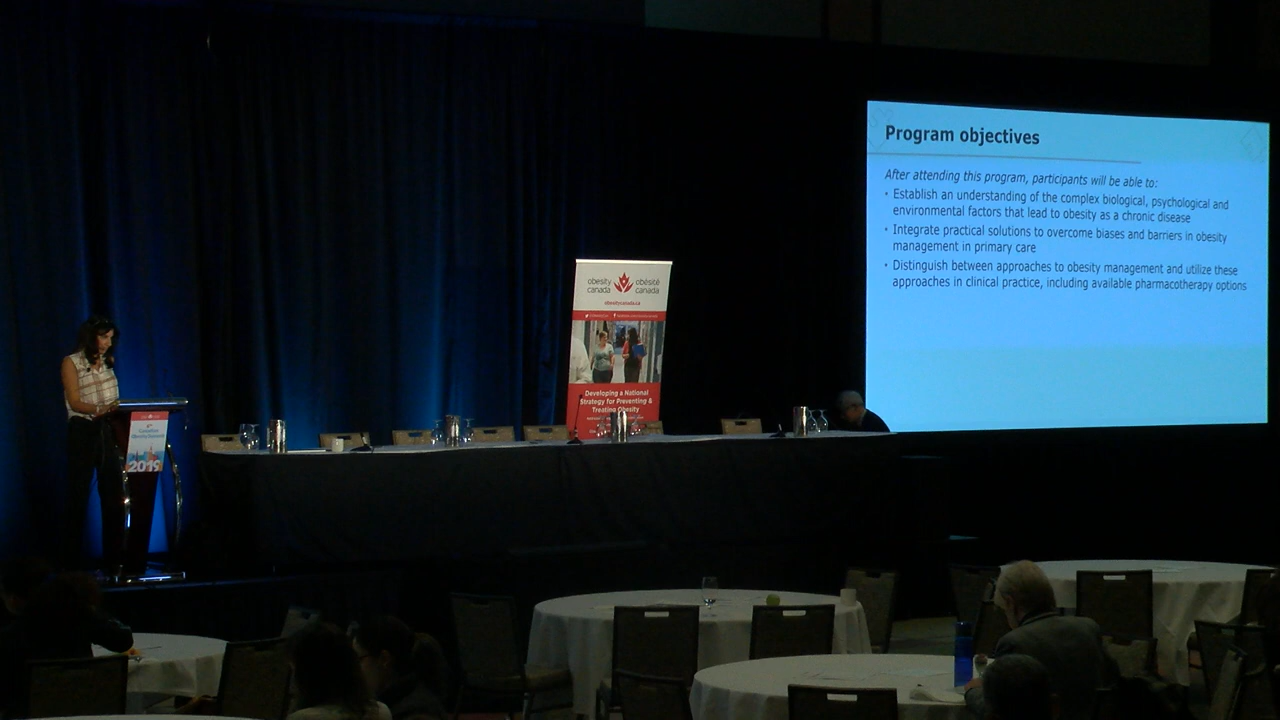 Program objectives
After attending this program, participants will be able to:
• Establish an understanding of the complex biological, psychological and
environmental factors that lead to obesity as a chronic disease
• Integrate practical solutions to overcome biases and barriers in obesity
management in primary care
• Distinguish between approaches to obesity management and utilize these
approaches in clinical practice, including available pharmacotherapy options
obesity canada
obésité canada
obesitycanada.ca
Developing a National
Strategy for Preventing &
Treating Obesity
Canadian
Obesity Summit
2019